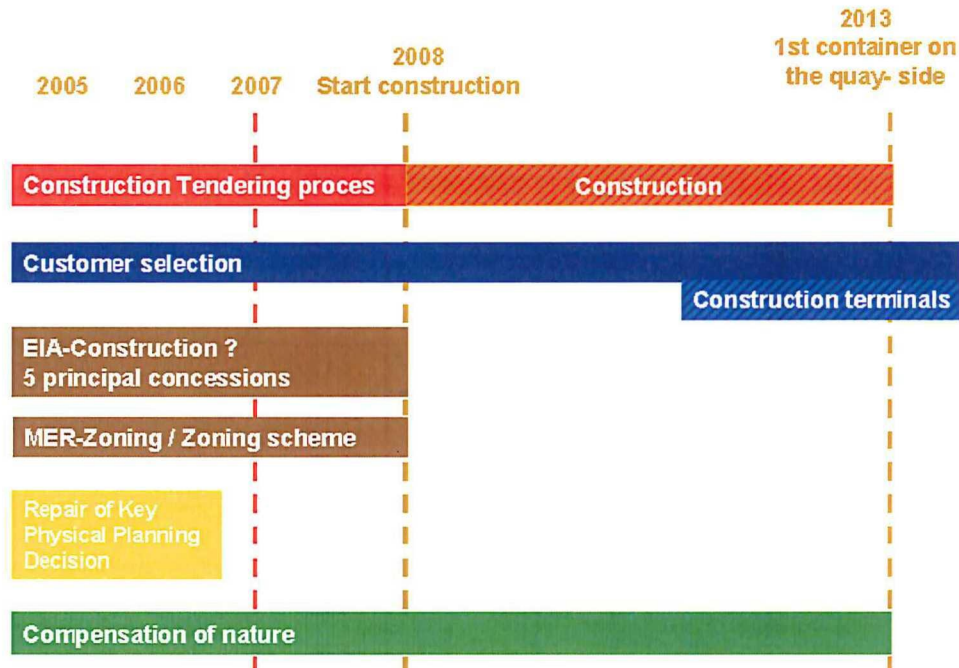 2013
1st container on
the quay- side
2008
Start construction
2005 2006 2007
Construction Tendering proces
Construction
Customer selection
Construction terminals
EIA-Construction ?
5 principal concessions
MER-Zoning / Zoning scheme
Repair of Key
Physical Planning
Decision
Compensation of nature